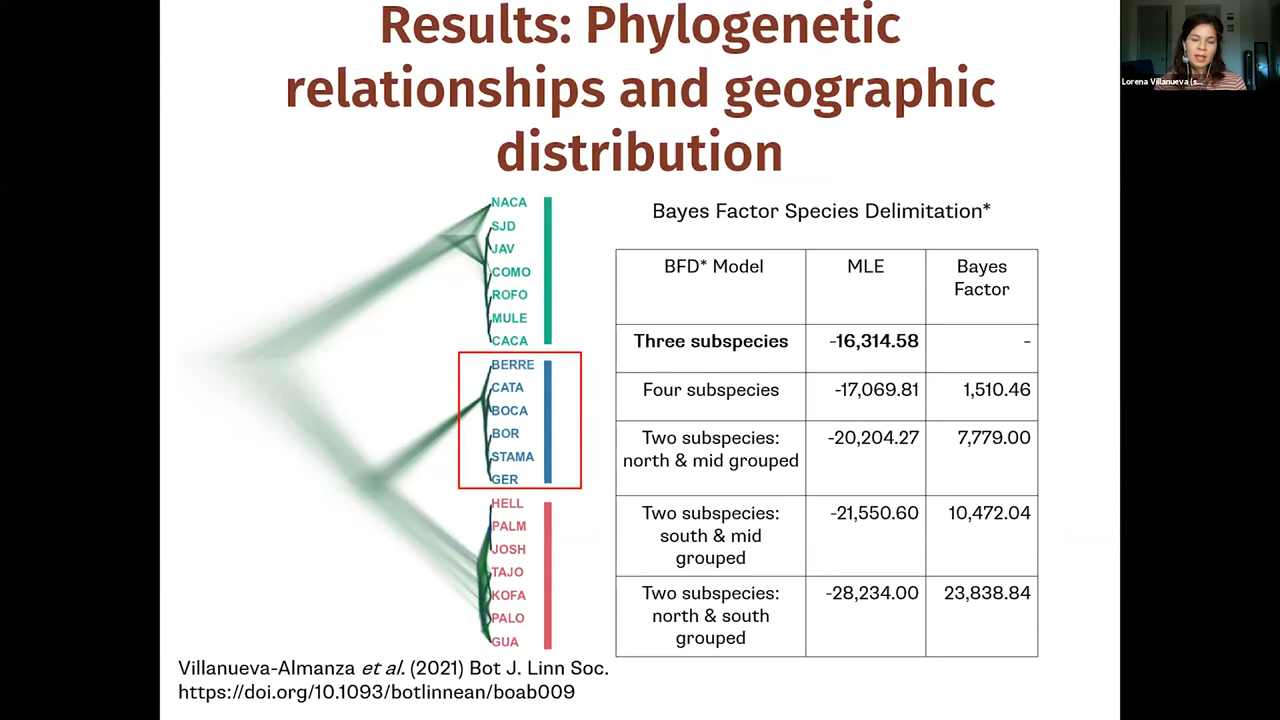 Results: Phylogenetic
relationships and geographic
distribution
Lorena Villanueva (s...
NACA
SJD
JAV
COMO
ROFO
MULE
CACA
BERRE
CATA
BOCA
BOR
STAMA
GER
HELL
PALM
JOSH
TAJO
KOFA
PALO
GUA
Bayes Factor Species Delimitation*
BFD* Model MLE Bayes
Factor
Three subspecies -16,314.58 -
Four subspecies -17,069.81 1,510.46
Two subspecies: -20,204.27 7,779.00
north & mid grouped
Two subspecies: -21,550.60 10,472.04
south & mid
grouped
Two subspecies: -28,234.00 23,838.84
north & south
grouped
Villanueva-Almanza et al. (2021) Bot J. Linn Soc.
https://doi.org/10.1093/botlinnean/boab009